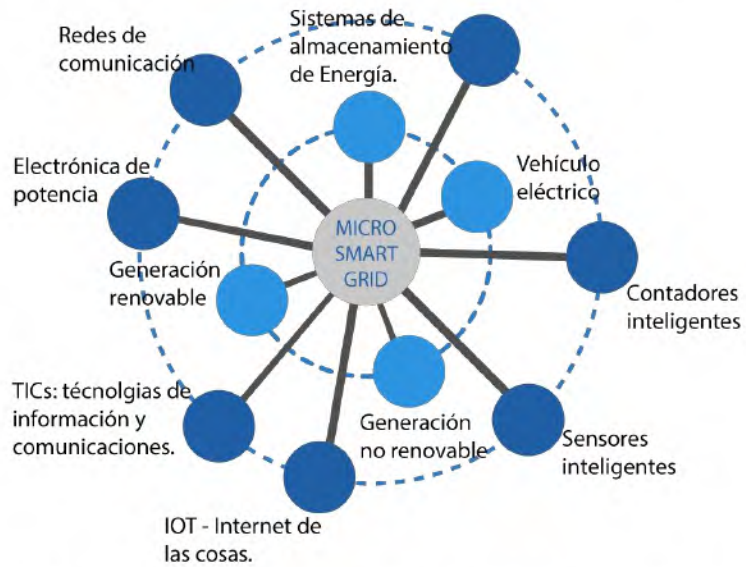 Redes de
comunicación
Sistemas de
almacenamiento
de Energía.
Electrónica de
potencia
Vehículo
eléctrico
MICRO
SMART
GRID
Generación
renovable
Contadores
inteligentes
TICs: técnolgias de
información y
comunicaciones.
Generación
no renovable
Sensores
inteligentes
IOT - Internet de
las cosas.